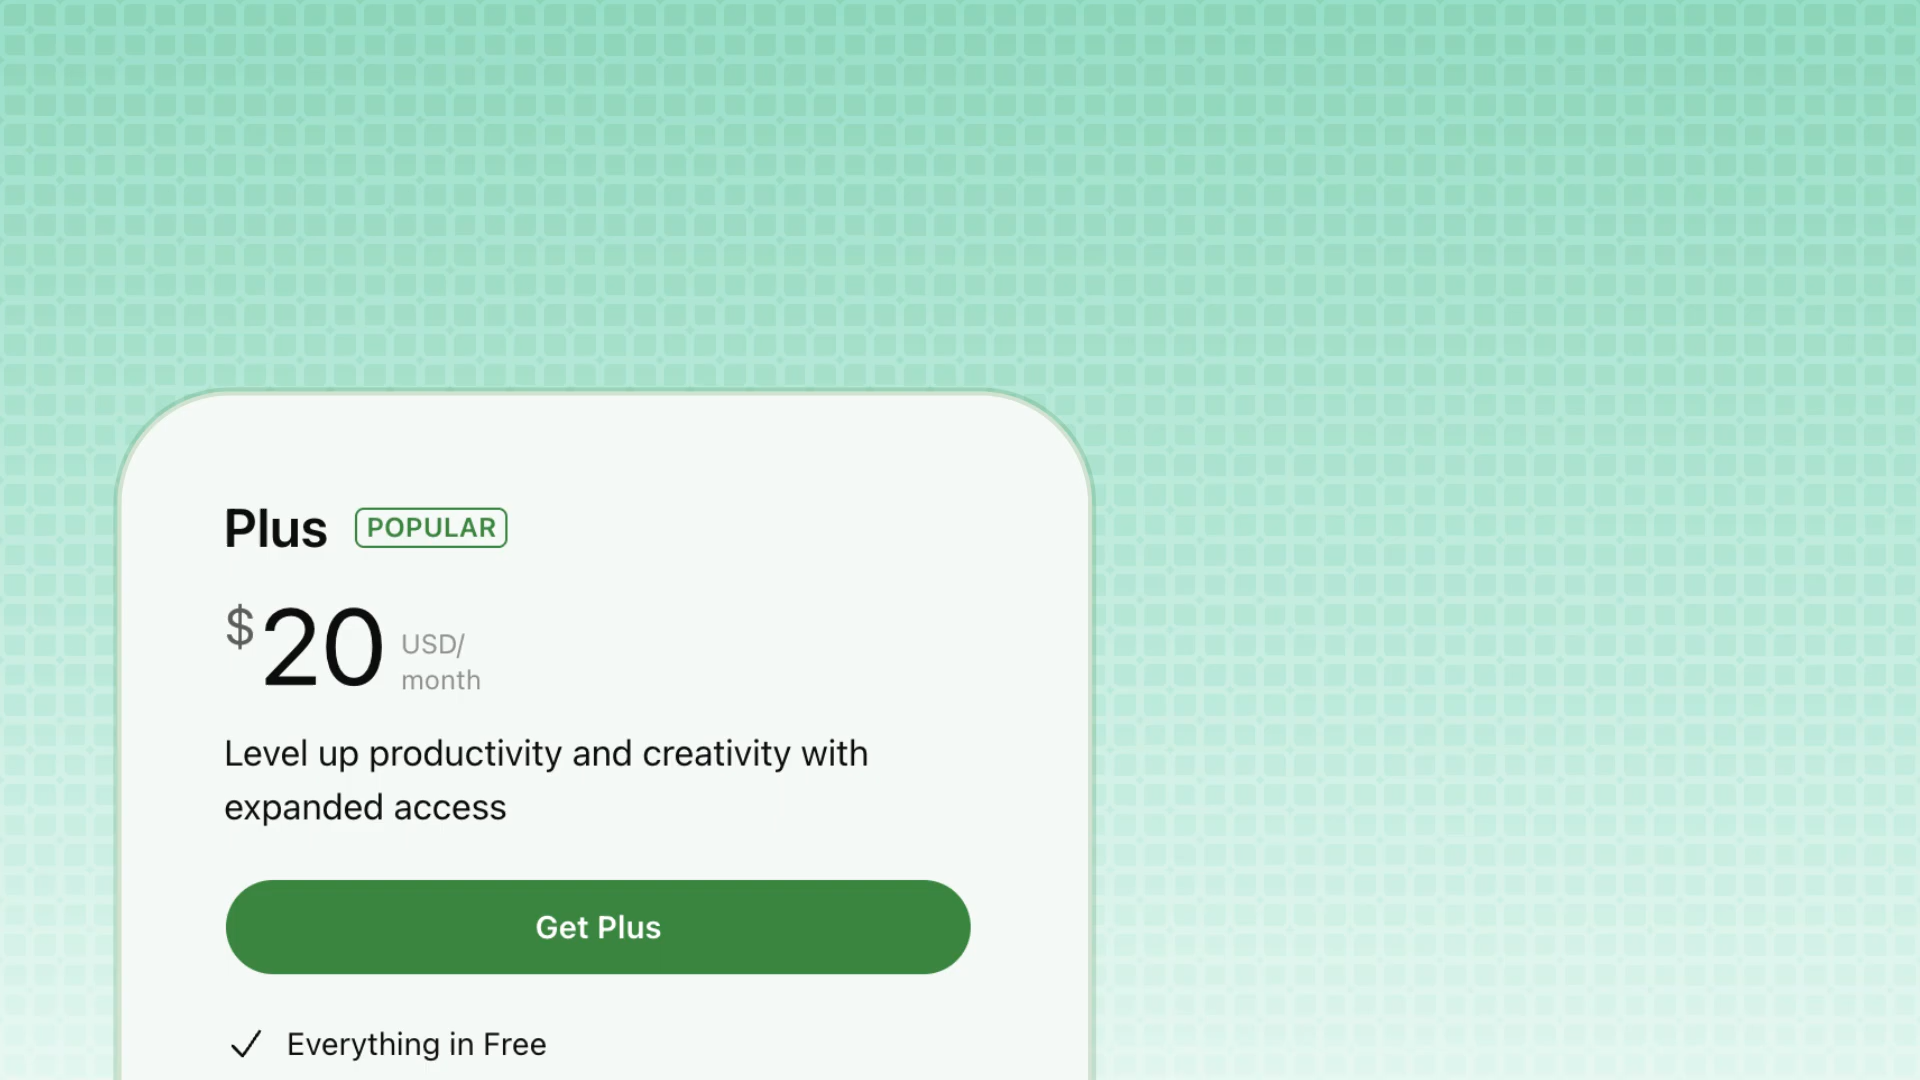 Plus POPULAR
$20 USD/
month
Level up productivity and creativity with
expanded access
Get Plus
Everything in Free